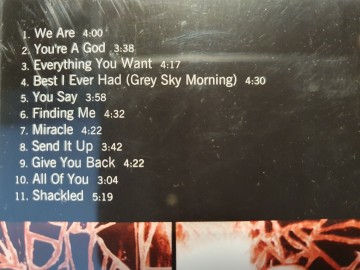 1. We Are 4:00
2. You're A God 3:38
3. Everything You Want 4:17
4. Best I Ever Had (Grey Sky Morning) 4:30
5. You Say 3:58
6. Finding Me 4:32
7. Miracle 4:22
8. Send It Up 3:42
9. Give You Back 4:22
10. All Of You 3:04
11. Shackled 5:19